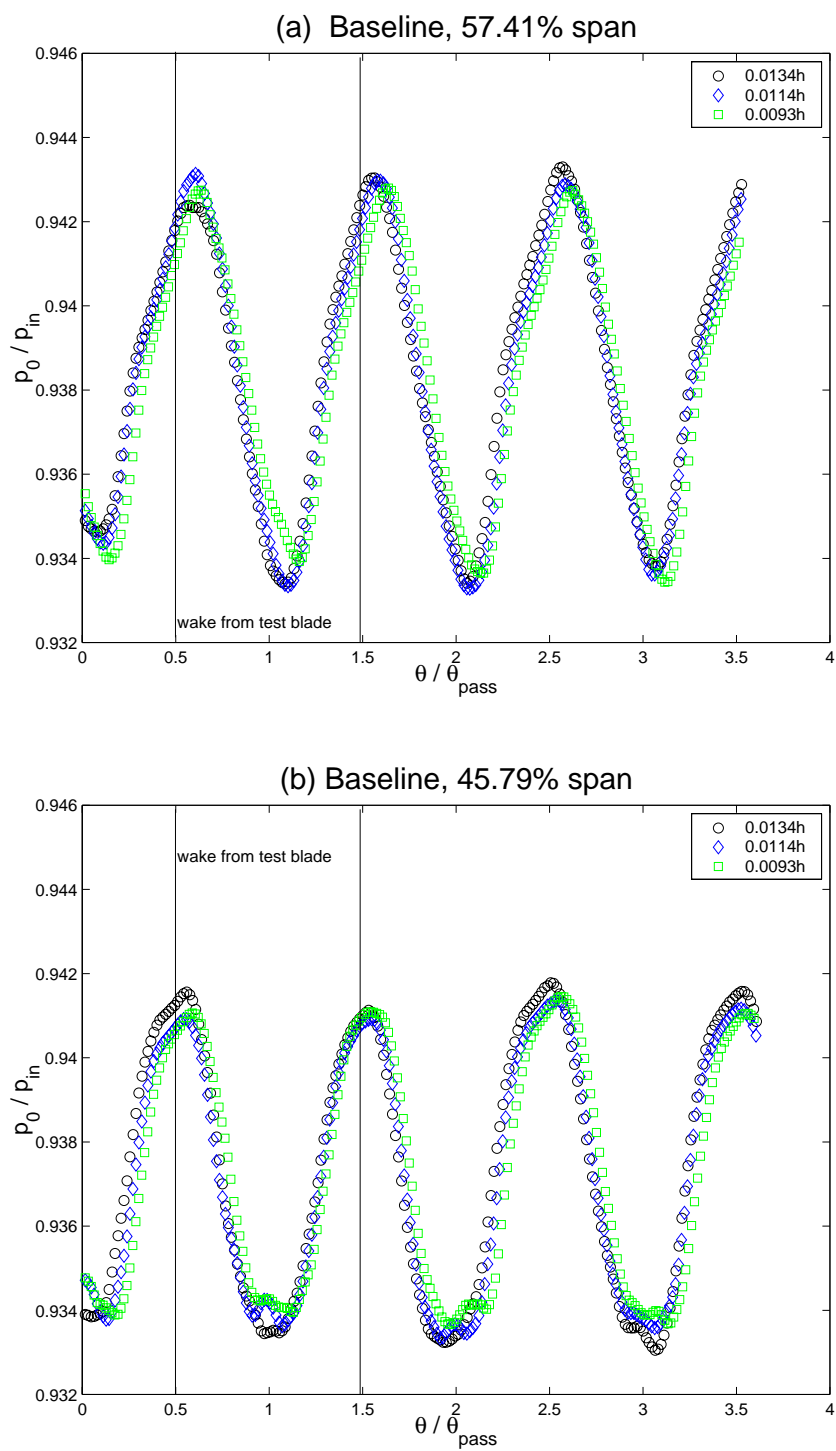 (a) Baseline, 57.41% span
0.946
0.944
0.942
0.94
0.938
0.936
0.934
0.932
p0 / pin
0.0134h
0.0114h
0.0093h
wake from test blade
0 0.5 1 1.5 2 2.5 3 3.5 4
θ / θpass
(b) Baseline, 45.79% span
0.946
0.944
0.942
0.94
0.938
0.936
0.934
0.932
p0 / pin
0.0134h
0.0114h
0.0093h
wake from test blade
0 0.5 1 1.5 2 2.5 3 3.5 4
θ / θpass